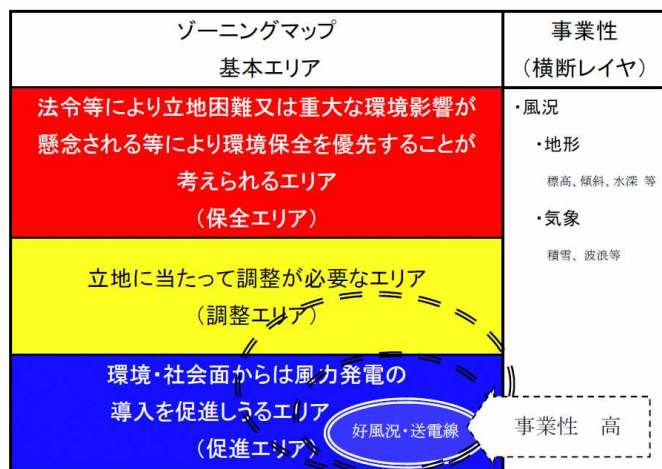 ゾーニングマップ
基本エリア
事業性
（横断レイヤ）
法令等により立地困難又は重大な環境影響が
懸念される等により環境保全を優先することが
考えられるエリア
（保全エリア）
・風況
・地形
標高、傾斜、水深 等
・気象
積雪、波浪等
立地に当たって調整が必要なエリア
（調整エリア）
環境・社会面からは風力発電の
導入を促進しうるエリア
（促進エリア）
好風況・送電線
事業性　高